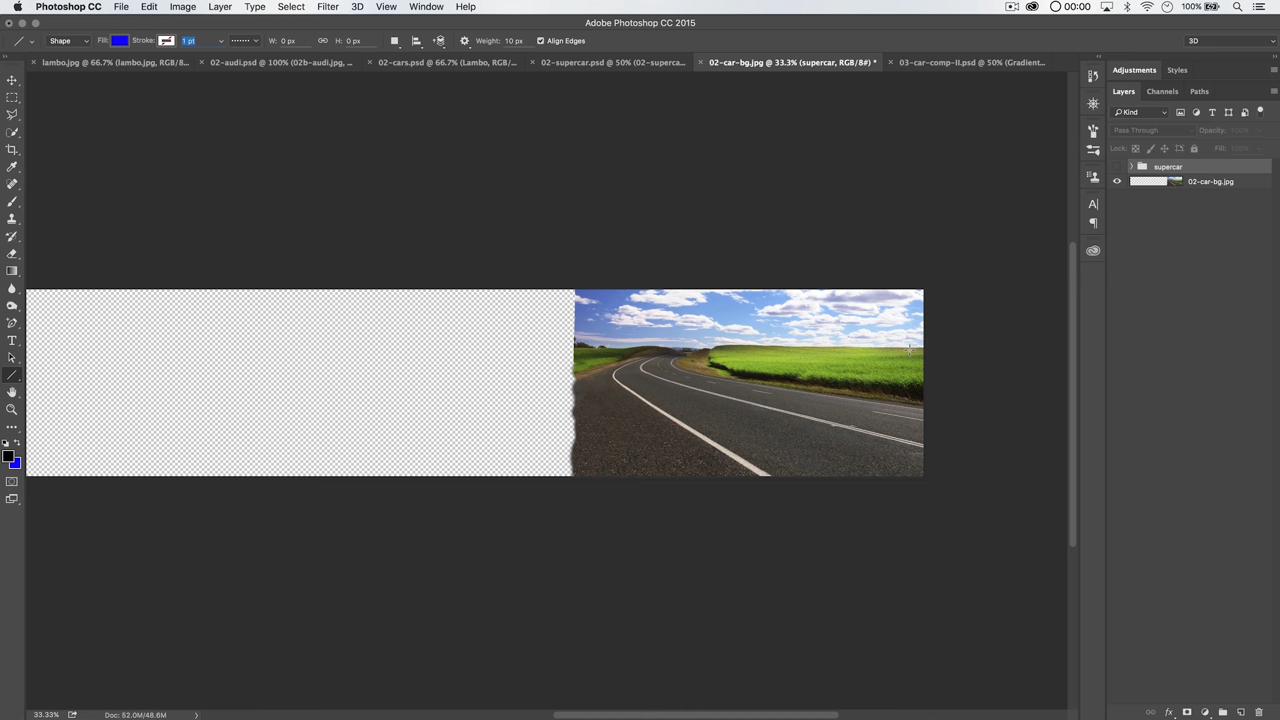 Photoshop CC File Edit Image Layer Type Select Filter 3D View Window Help 00:00 100%
Adobe Photoshop CC 2015
Shape Fill: Stroke: 1 pt W: 0 px H: 0 px Weight: 10 px Align Edges 3D
lambo.jpg @ 66.7% (lambo.jpg, RGB/8... 02-audi.psd @ 100% (02b-audi.jpg, ... 02-cars.psd @ 66.7% (Lambo, RGB/... 02-supercar.psd @ 50% (02-superca... 02-car-bg.jpg @ 33.3% (supercar, RGB/8#) * 03-car-comp-II.psd @ 50% (Gradient...
Adjustments Styles
Layers Channels Paths
Kind
Pass Through Opacity: 100%
Lock: Fill: 100%
supercar
02-car-bg.jpg
33.33% Doc: 52.0M/48.6M